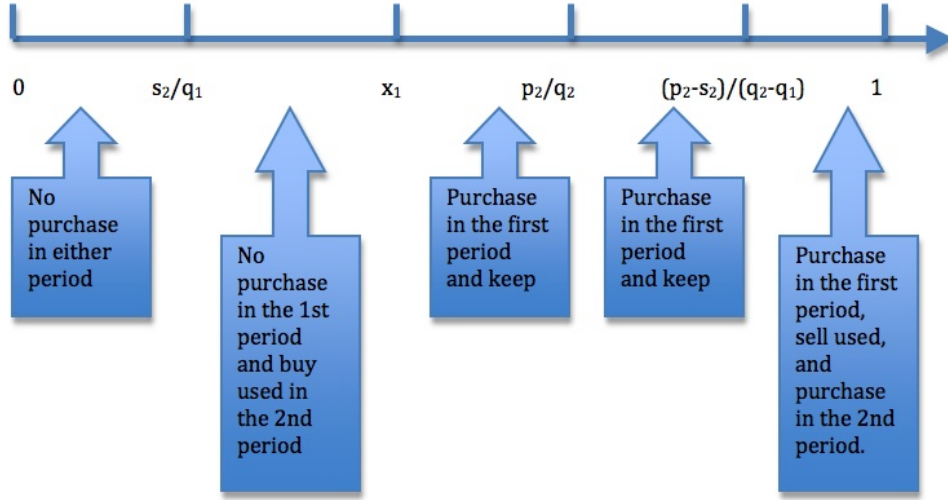 0 s₂/q₁ x₁ p₂/q₂ (p₂-s₂)/(q₂-q₁) 1
No
purchase
in either
period
No
purchase
in the 1st
period
and buy
used in
the 2nd
period
Purchase
in the first
period
and keep
Purchase
in the first
period
and keep
Purchase
in the first
period,
sell used,
and
purchase
in the 2nd
period.